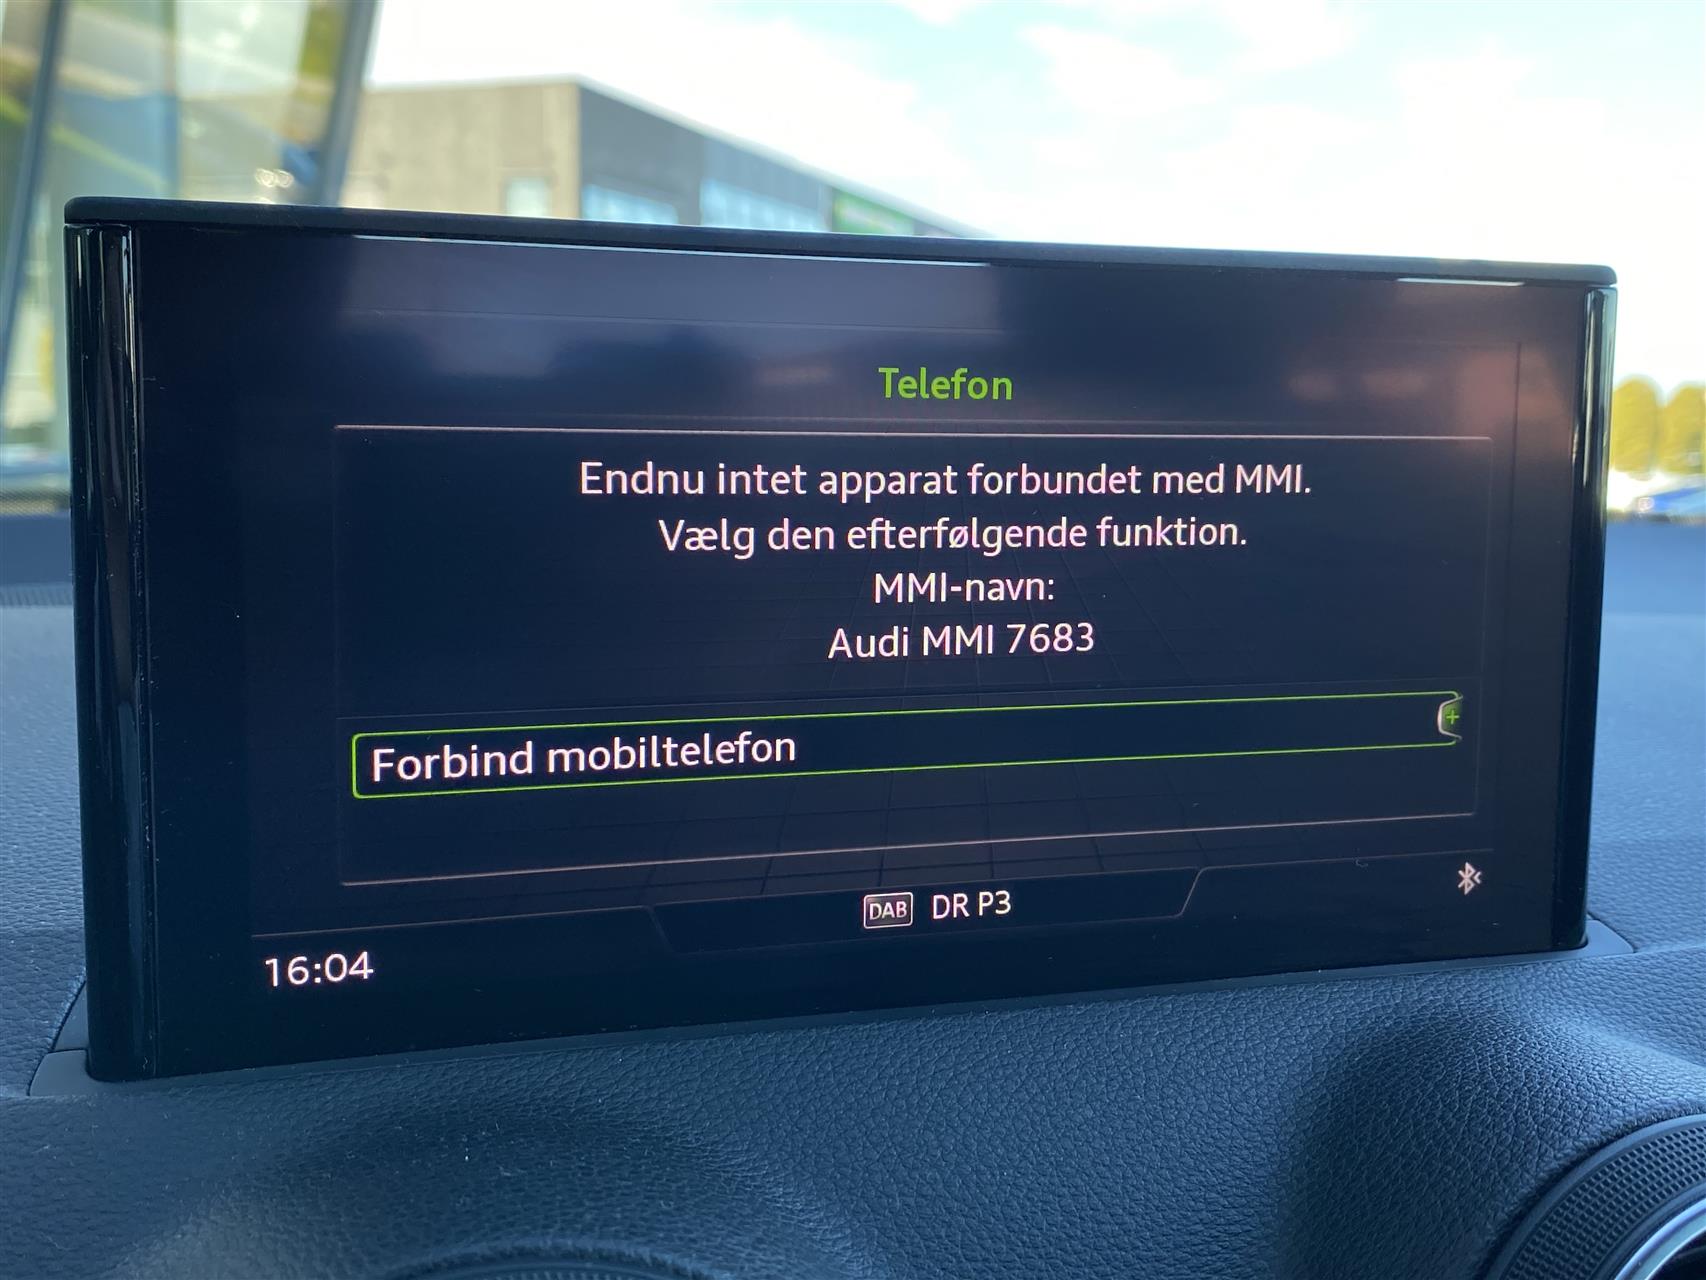 Telefon
Endnu intet apparat forbundet med MMI.
Vælg den efterfølgende funktion.
MMI-navn:
Audi MMI 7683
Forbind mobiltelefon
DAB DR P3
16:04